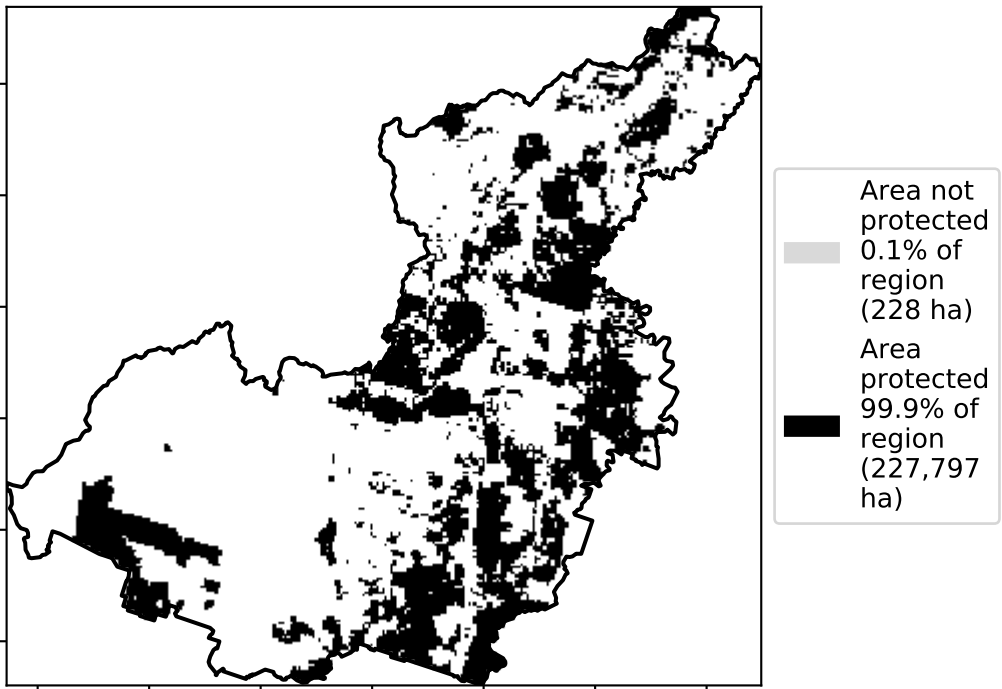 Area not
protected
0.1% of
region
(228 ha)
Area
protected
99.9% of
region
(227,797
ha)